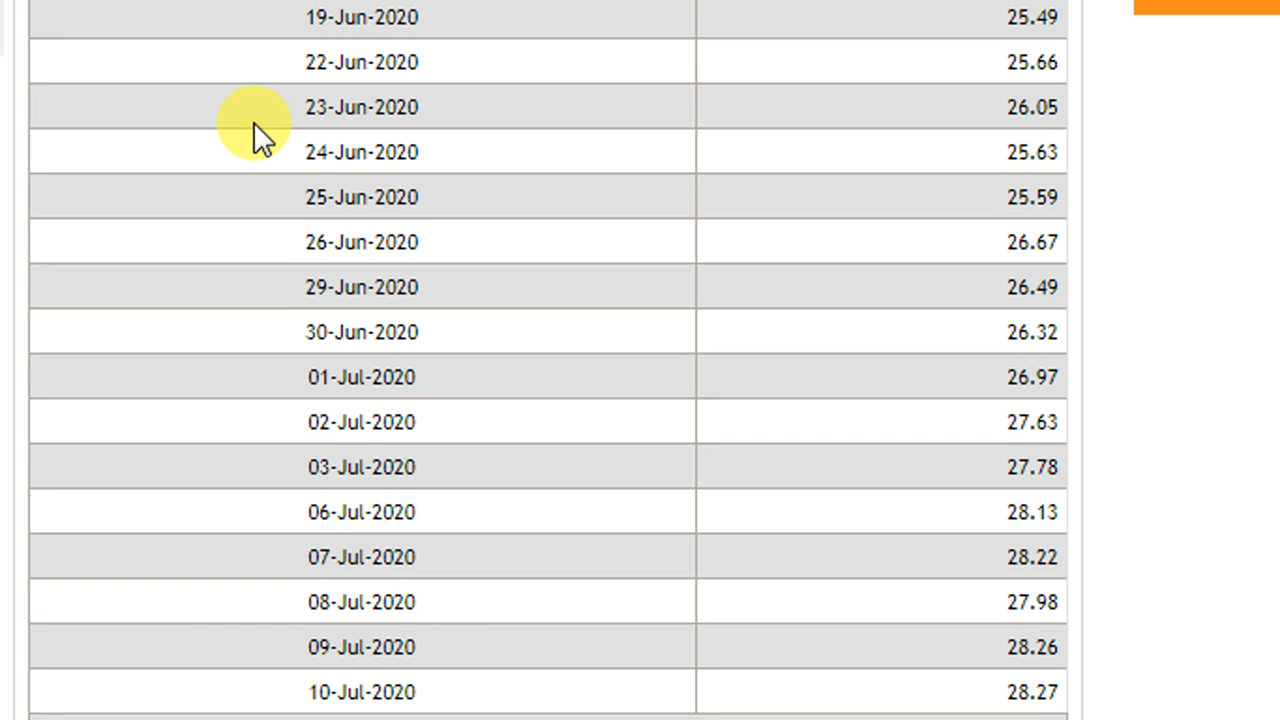 19-Jun-2020 25.49
22-Jun-2020 25.66
23-Jun-2020 26.05
24-Jun-2020 25.63
25-Jun-2020 25.59
26-Jun-2020 26.67
29-Jun-2020 26.49
30-Jun-2020 26.32
01-Jul-2020 26.97
02-Jul-2020 27.63
03-Jul-2020 27.78
06-Jul-2020 28.13
07-Jul-2020 28.22
08-Jul-2020 27.98
09-Jul-2020 28.26
10-Jul-2020 28.27